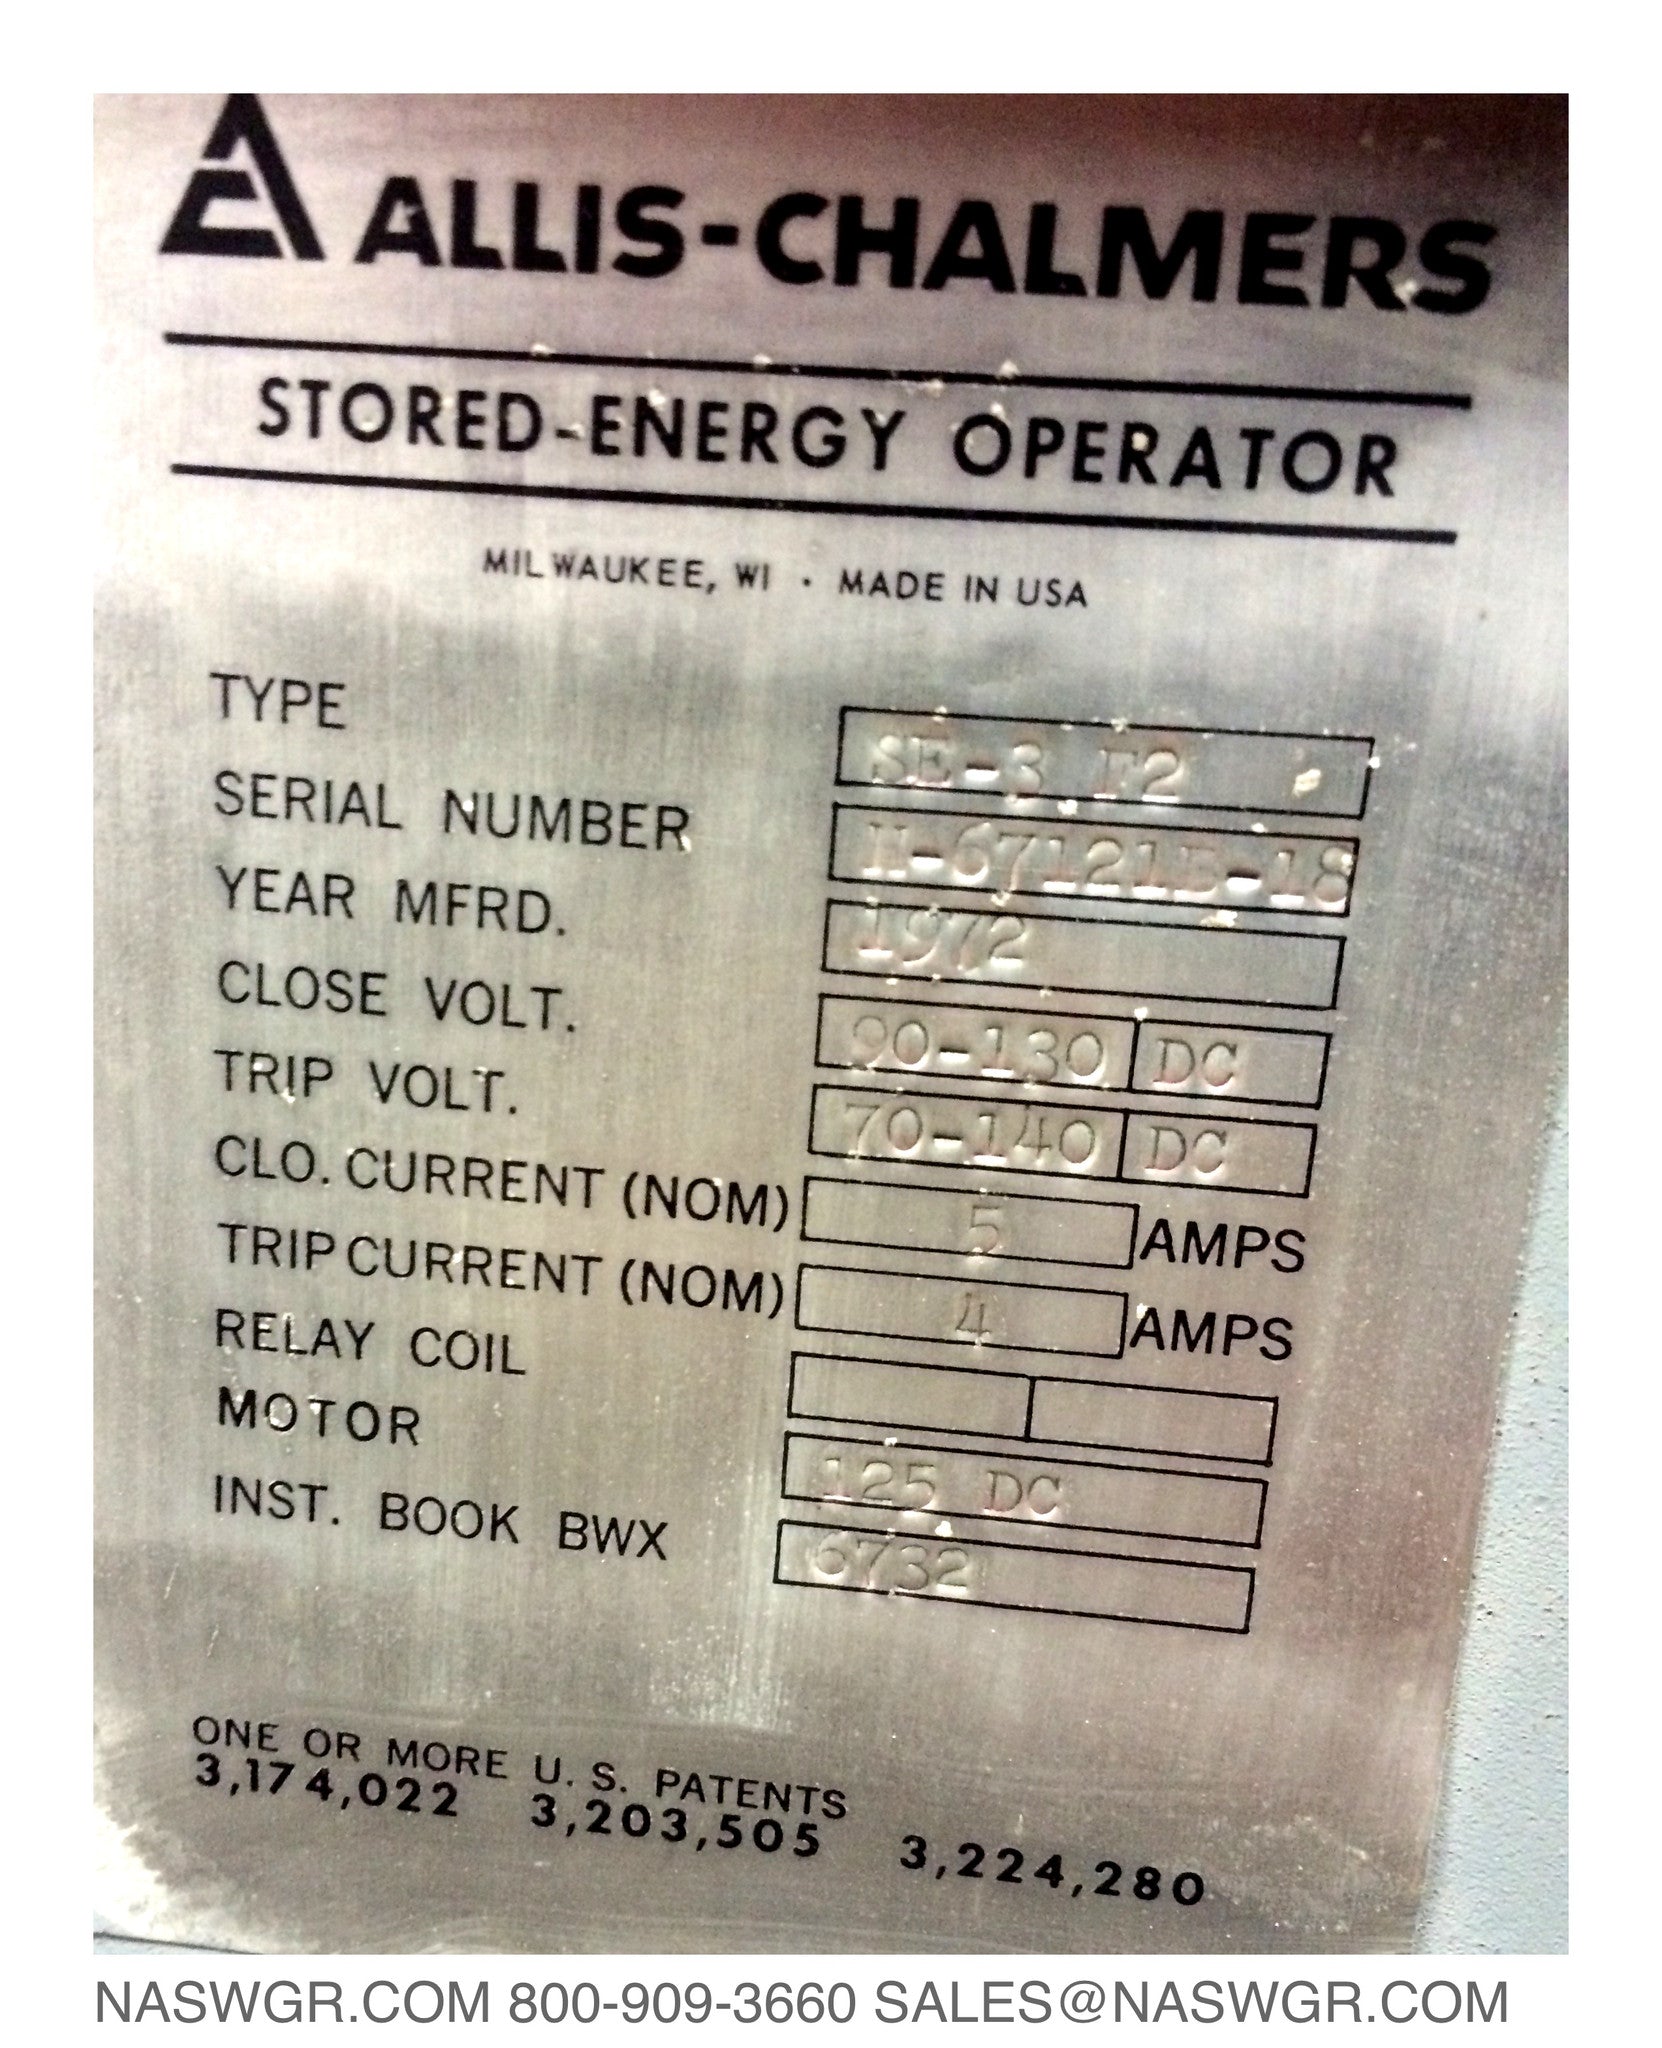 ALLIS-CHALMERS
STORED-ENERGY OPERATOR
MILWAUKEE, WI · MADE IN USA
TYPE SE-3 F2
SERIAL NUMBER
YEAR MFRD. 1972
CLOSE VOLT. 90-130 DC
TRIP VOLT. 70-140 DC
CLO. CURRENT (NOM) 5 AMPS
TRIP CURRENT (NOM) 4 AMPS
RELAY COIL
MOTOR 125 DC
INST. BOOK BWX 6732
ONE OR MORE U. S. PATENTS
3,174,022 3,203,505 3,224,280
NASWGR.COM 800-909-3660 SALES@NASWGR.COM